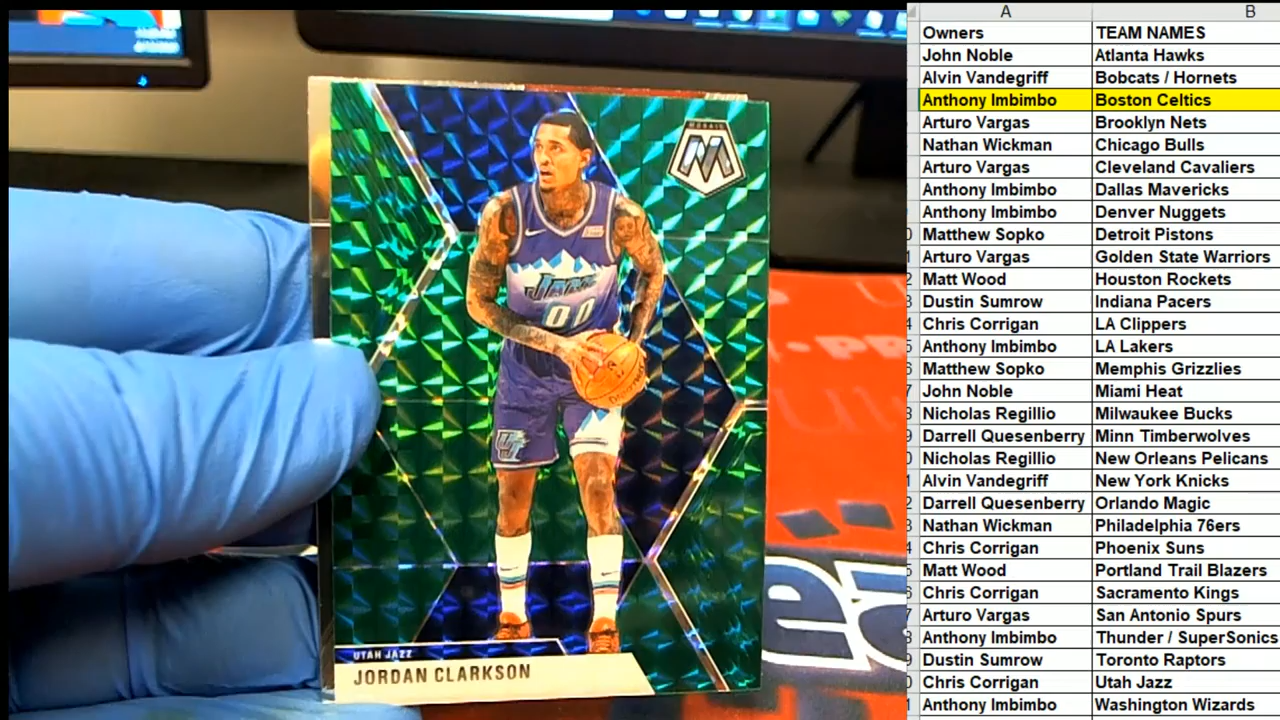 MOSAIC
M
JAZZ
00
UTAH JAZZ
JORDAN CLARKSON
A B
Owners TEAM NAMES
John Noble Atlanta Hawks
Alvin Vandegriff Bobcats / Hornets
Anthony Imbimbo Boston Celtics
Arturo Vargas Brooklyn Nets
Nathan Wickman Chicago Bulls
Arturo Vargas Cleveland Cavaliers
Anthony Imbimbo Dallas Mavericks
Anthony Imbimbo Denver Nuggets
Matthew Sopko Detroit Pistons
Arturo Vargas Golden State Warriors
Matt Wood Houston Rockets
Dustin Sumrow Indiana Pacers
Chris Corrigan LA Clippers
Anthony Imbimbo LA Lakers
Matthew Sopko Memphis Grizzlies
John Noble Miami Heat
Nicholas Regillio Milwaukee Bucks
Darrell Quesenberry Minn Timberwolves
Nicholas Regillio New Orleans Pelicans
Alvin Vandegriff New York Knicks
Darrell Quesenberry Orlando Magic
Nathan Wickman Philadelphia 76ers
Chris Corrigan Phoenix Suns
Matt Wood Portland Trail Blazers
Chris Corrigan Sacramento Kings
Arturo Vargas San Antonio Spurs
Anthony Imbimbo Thunder / SuperSonics
Dustin Sumrow Toronto Raptors
Chris Corrigan Utah Jazz
Anthony Imbimbo Washington Wizards